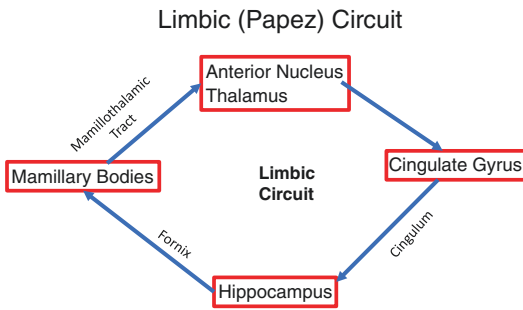 Limbic (Papez) Circuit
Anterior Nucleus
Thalamus
Mamillothalamic
Tract
Mamillary Bodies
Limbic
Circuit
Cingulate Gyrus
Fornix
Cingulum
Hippocampus